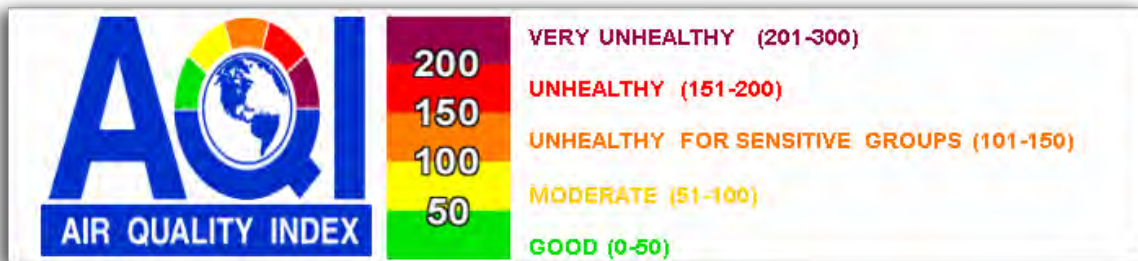 AQI
AIR QUALITY INDEX
200
150
100
50
VERY UNHEALTHY (201-300)
UNHEALTHY (151-200)
UNHEALTHY FOR SENSITIVE GROUPS (101-150)
MODERATE (51-100)
GOOD (0-50)